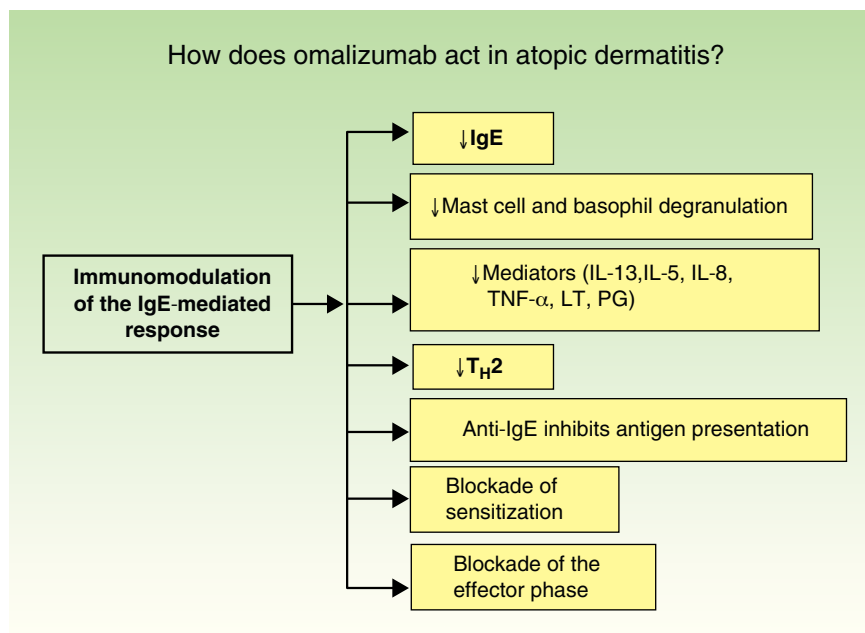 How does omalizumab act in atopic dermatitis?
Immunomodulation
of the IgE-mediated
response
↓IgE
↓Mast cell and basophil degranulation
↓Mediators (IL-13,IL-5, IL-8,
TNF-α, LT, PG)
↓TH2
Anti-IgE inhibits antigen presentation
Blockade of
sensitization
Blockade of the
effector phase